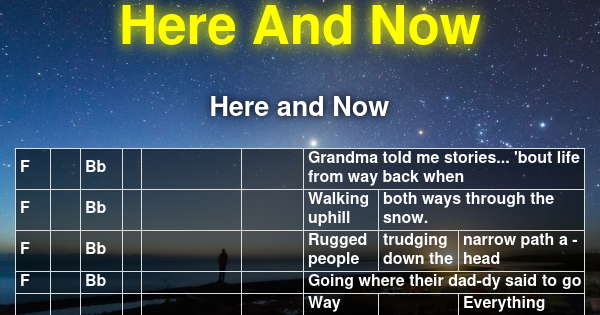 Here And Now
Here and Now
F Bb Grandma told me stories... 'bout life
from way back when
F Bb Walking both ways through the
uphill snow.
F Bb Rugged trudging narrow path a -
people down the head
F Bb Going where their dad-dy said to go
Way Everything